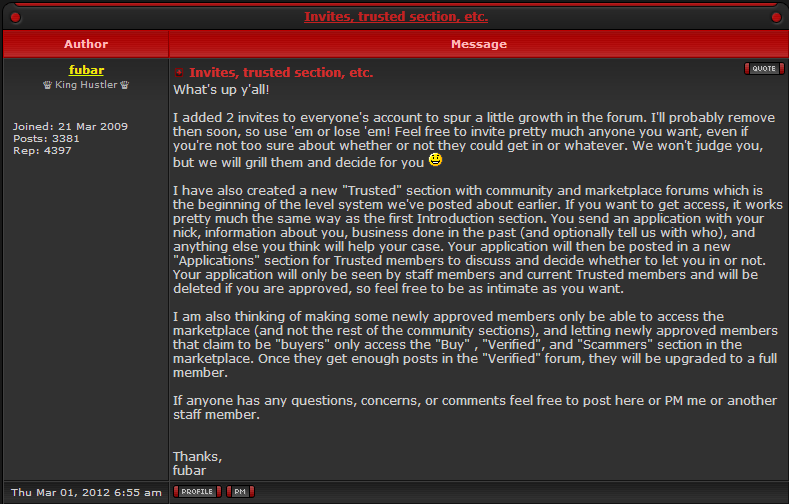 Invites, trusted section, etc.
Author Message
fubar
King Hustler
Joined: 21 Mar 2009
Posts: 3381
Rep: 4397
Invites, trusted section, etc. QUOTE
What's up y'all!
I added 2 invites to everyone's account to spur a little growth in the forum. I'll probably remove
then soon, so use 'em or lose 'em! Feel free to invite pretty much anyone you want, even if
you're not too sure about whether or not they could get in or whatever. We won't judge you,
but we will grill them and decide for you
I have also created a new "Trusted" section with community and marketplace forums which is
the beginning of the level system we've posted about earlier. If you want to get access, it works
pretty much the same way as the first Introduction section. You send an application with your
nick, information about you, business done in the past (and optionally tell us with who), and
anything else you think will help your case. Your application will then be posted in a new
"Applications" section for Trusted members to discuss and decide whether to let you in or not.
Your application will only be seen by staff members and current Trusted members and will be
deleted if you are approved, so feel free to be as intimate as you want.
I am also thinking of making some newly approved members only be able to access the
marketplace (and not the rest of the community sections), and letting newly approved members
that claim to be "buyers" only access the "Buy" , "Verified", and "Scammers" section in the
marketplace. Once they get enough posts in the "Verified" forum, they will be upgraded to a full
member.
If anyone has any questions, concerns, or comments feel free to post here or PM me or another
staff member.
Thanks,
fubar
Thu Mar 01, 2012 6:55 am PROFILE PM